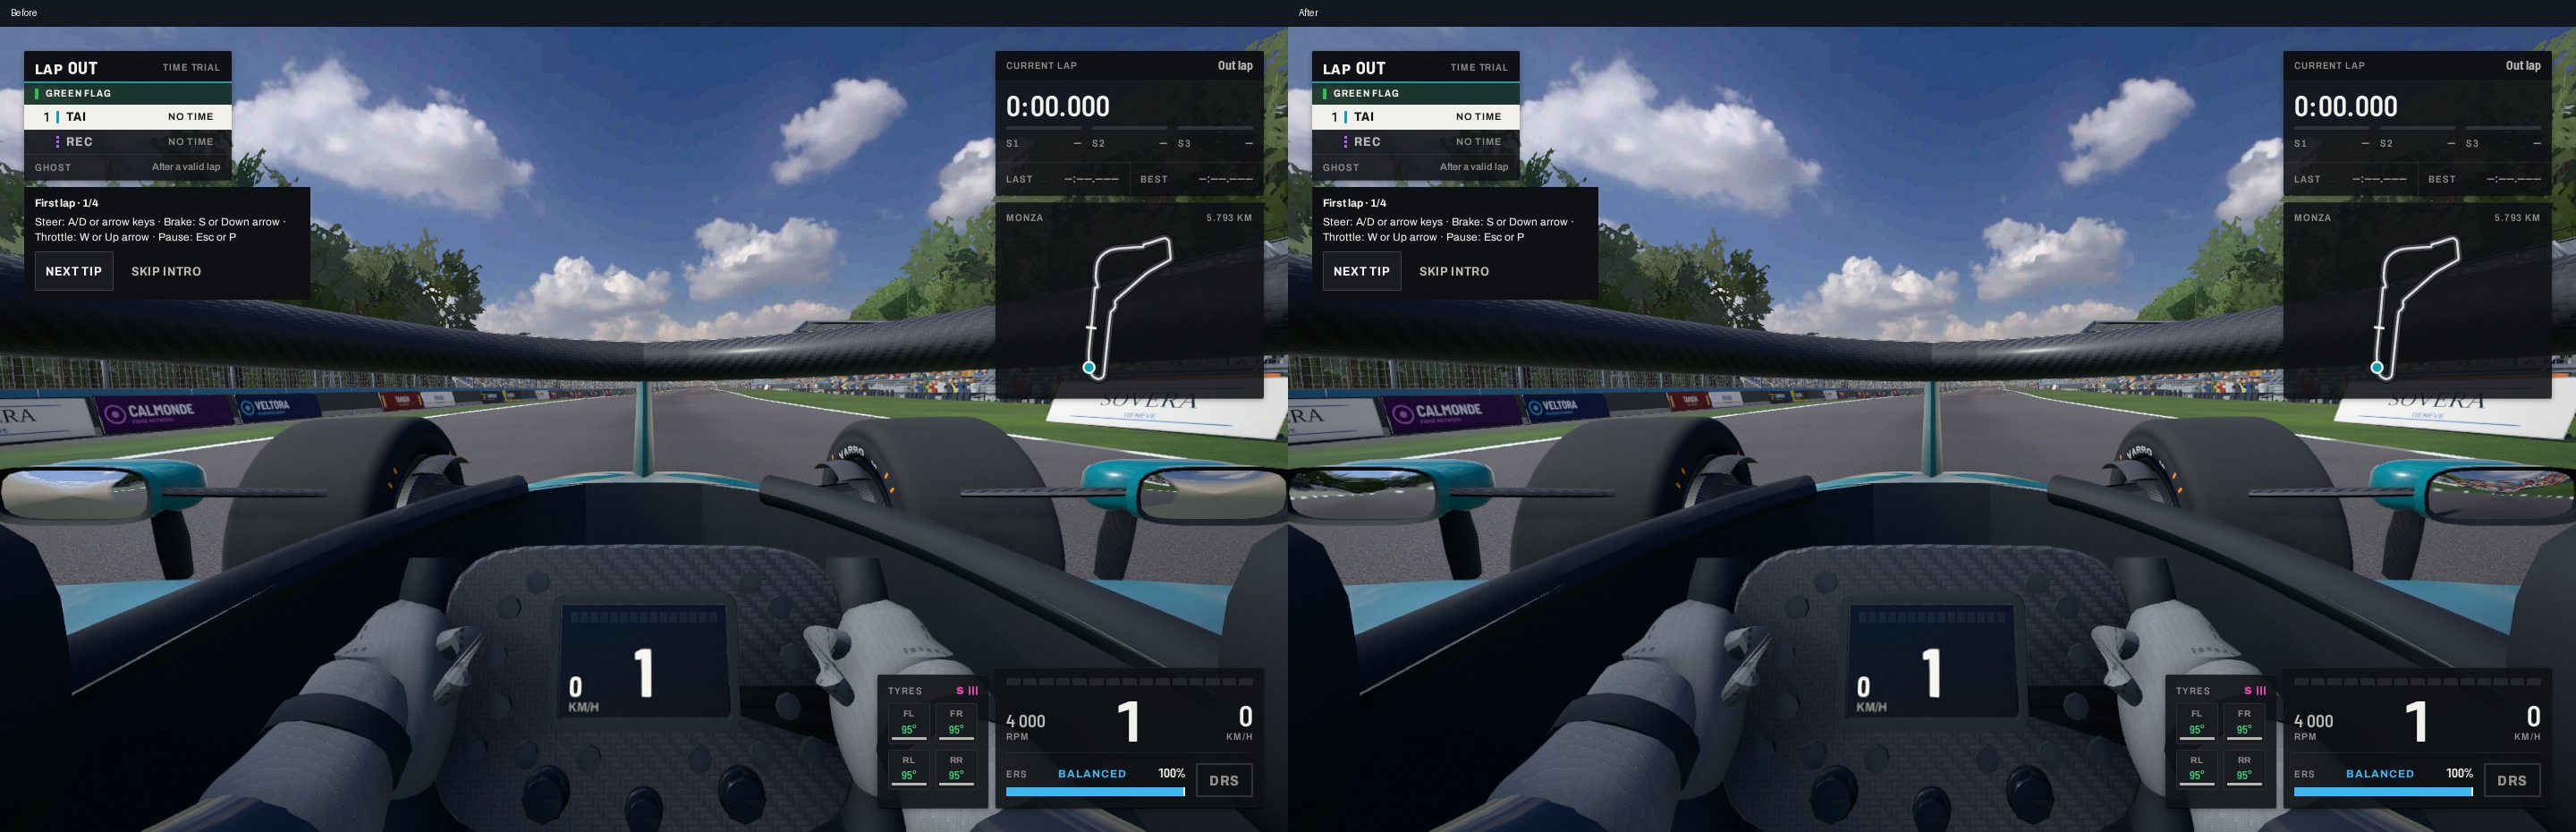 Before
LAP OUT TIME TRIAL
GREEN FLAG
1 TAI NO TIME
REC NO TIME
GHOST After a valid lap
First lap · 1/4
Steer: A/D or arrow keys · Brake: S or Down arrow ·
Throttle: W or Up arrow · Pause: Esc or P
NEXT TIP SKIP INTRO
CURRENT LAP Out lap
0:00.000
S1 – S2 – S3 –
LAST –:––.––– BEST –:––.–––
MONZA 5.793 KM
CALMONDE
VELTORA
SOVERA
GENEVE
VARRO
1
0
KM/H
TYRES S
FL FR
95° 95°
RL RR
95° 95°
4 000 1 0
RPM KM/H
ERS BALANCED 100% DRS
After
LAP OUT TIME TRIAL
GREEN FLAG
1 TAI NO TIME
REC NO TIME
GHOST After a valid lap
First lap · 1/4
Steer: A/D or arrow keys · Brake: S or Down arrow ·
Throttle: W or Up arrow · Pause: Esc or P
NEXT TIP SKIP INTRO
CURRENT LAP Out lap
0:00.000
S1 – S2 – S3 –
LAST –:––.––– BEST –:––.–––
MONZA 5.793 KM
CALMONDE
VELTORA
SOVERA
GENEVE
VARRO
1
0
KM/H
TYRES S
FL FR
95° 95°
RL RR
95° 95°
4 000 1 0
RPM KM/H
ERS BALANCED 100% DRS